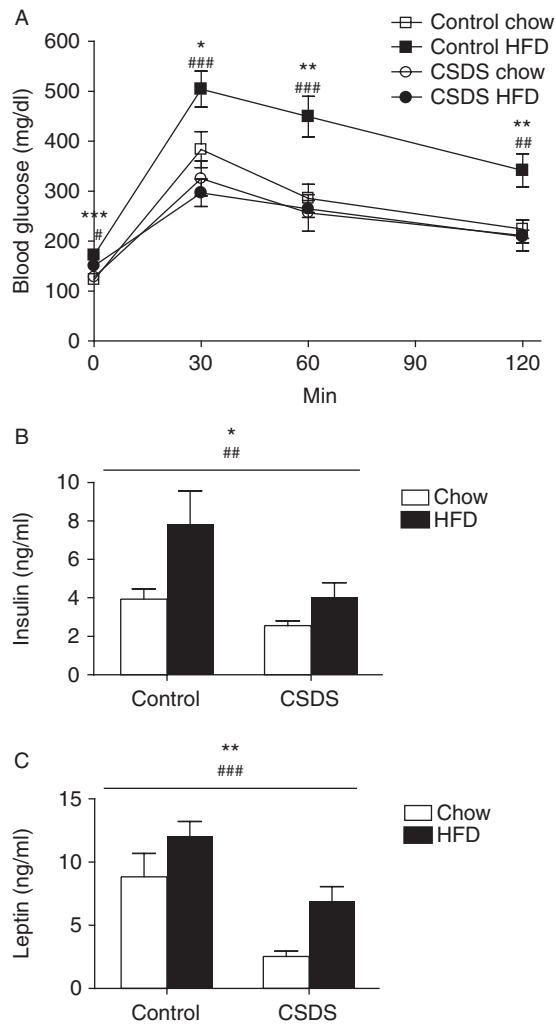 A
Control chow
Control HFD
CSDS chow
CSDS HFD
600
500
400
300
200
100
0
Blood glucose (mg/dl)
***
#
*
###
**
###
**
##
0
30
60
90
120
Min
B
*
##
Chow
HFD
10
8
6
4
2
0
Insulin (ng/ml)
Control
CSDS
C
**
###
Chow
HFD
15
10
5
0
Leptin (ng/ml)
Control
CSDS